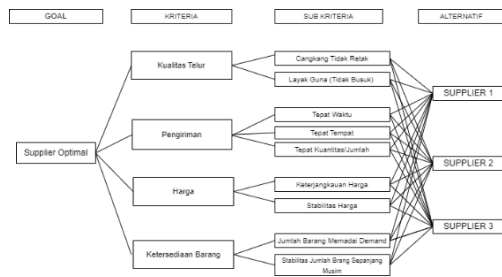 GOAL
KRITERIA
SUB KRITERIA
ALTERNATIF
Supplier Optimal
Kualitas Telur
Pengiriman
Harga
Ketersediaan Barang
Cangkang Tidak Retak
Layak Guna (Tidak Busuk)
Tepat Waktu
Tepat Tempat
Tepat Kuantitas/Jumlah
Keterjangkauan Harga
Stabilitas Harga
Jumlah Barang Memadai Demand
Stabilitas Jumlah Brang Sepanjang
Musim
SUPPLIER 1
SUPPLIER 2
SUPPLIER 3